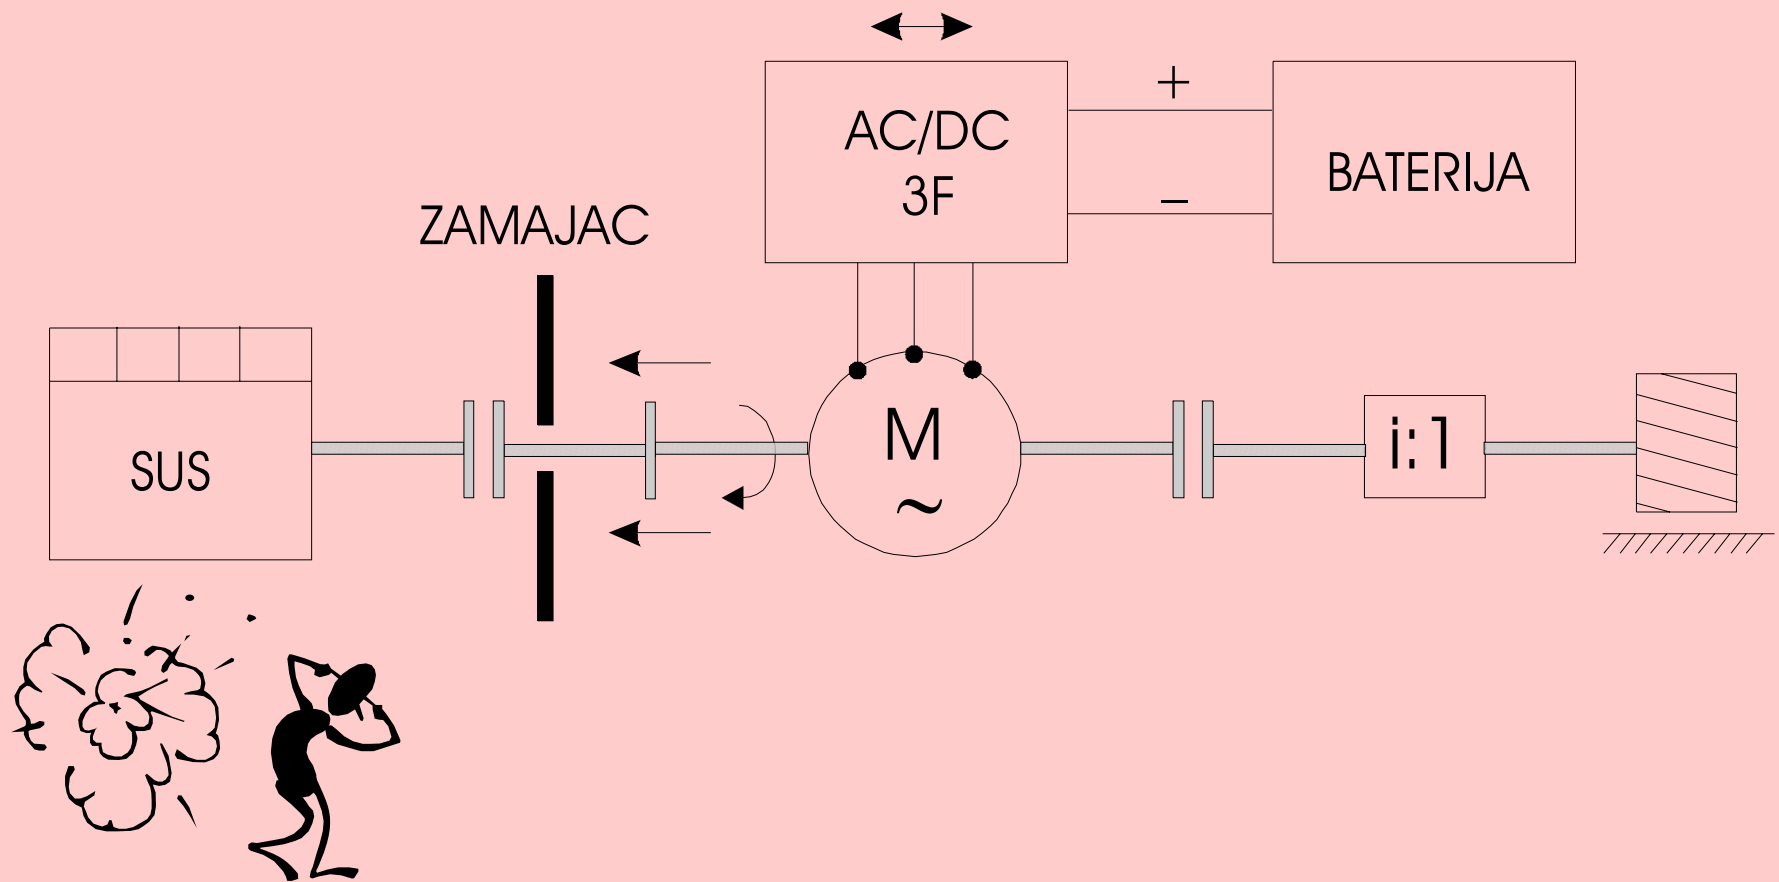 AC/DC
3F
+
−
BATERIJA
ZAMAJAC
SUS
M
~
i:1